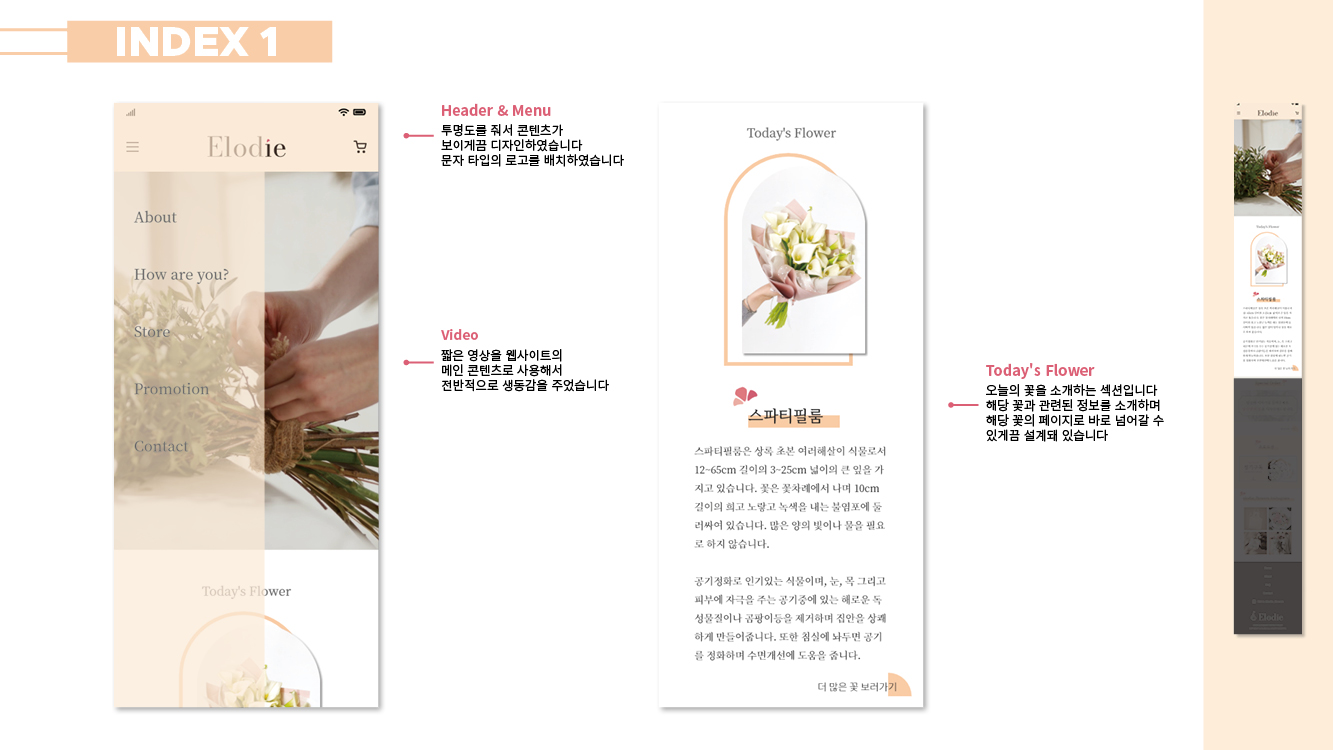 INDEX 1
Elodie
About
How are you?
Store
Promotion
Contact
Today's Flower
Header & Menu
투명도를 줘서 콘텐츠가
보이게끔 디자인하였습니다
문자 타입의 로고를 배치하였습니다
Video
짧은 영상을 웹사이트의
메인 콘텐츠로 사용해서
전반적으로 생동감을 주었습니다
Today's Flower
스파티필룸
스파티필룸은 상록 초본 여러해살이 식물로서
12~65cm 길이의 3~25cm 넓이의 큰 잎을 가
지고 있습니다. 꽃은 꽃차례에서 나며 10cm
길이의 희고 노랗고 녹색을 내는 불염포에 둘
러싸여 있습니다. 많은 양의 빛이나 물을 필요
로 하지 않습니다.
공기정화로 인기있는 식물이며, 눈, 목 그리고
피부에 자극을 주는 공기중에 있는 해로운 독
성물질이나 곰팡이등을 제거하며 집안을 상쾌
하게 만들어줍니다. 또한 침실에 놔두면 공기
를 정화하며 수면개선에 도움을 줍니다.
더 많은 꽃 보러가기
Today's Flower
오늘의 꽃을 소개하는 섹션입니다
해당 꽃과 관련된 정보를 소개하며
해당 꽃의 페이지로 바로 넘어갈 수
있게끔 설계돼 있습니다
Elodie
Today's Flower
스파티필룸
더 많은 꽃 보러가기
Elodie